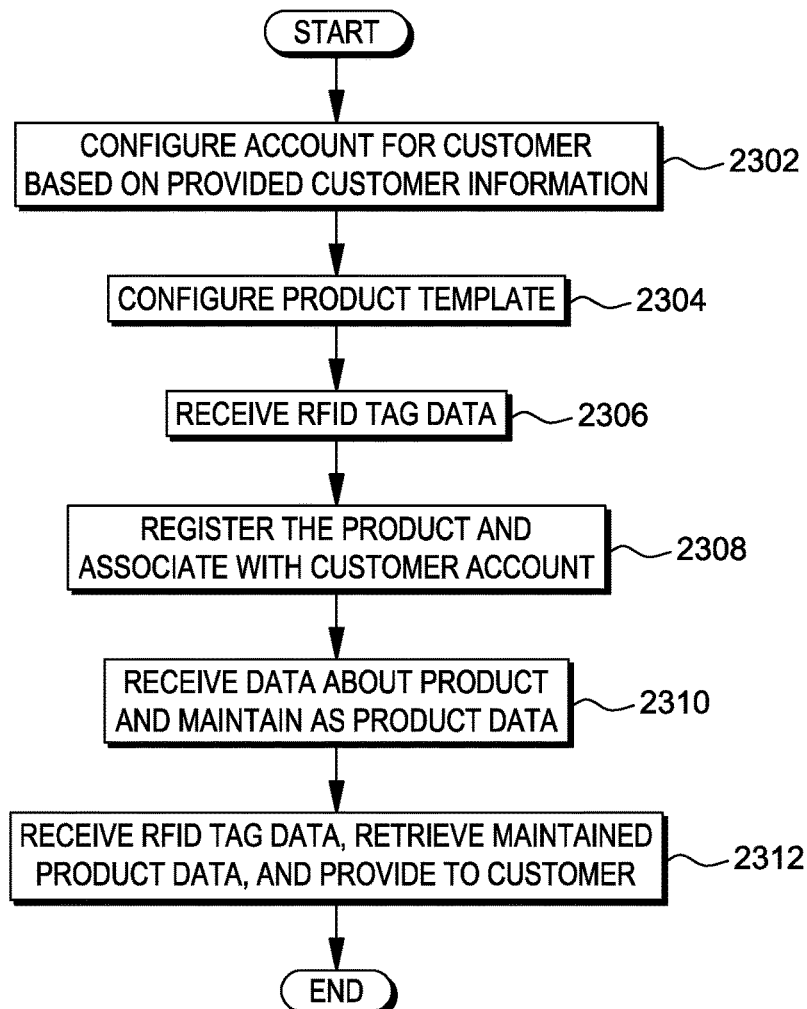 START
CONFIGURE ACCOUNT FOR CUSTOMER
BASED ON PROVIDED CUSTOMER INFORMATION
2302
CONFIGURE PRODUCT TEMPLATE
2304
RECEIVE RFID TAG DATA
2306
REGISTER THE PRODUCT AND
ASSOCIATE WITH CUSTOMER ACCOUNT
2308
RECEIVE DATA ABOUT PRODUCT
AND MAINTAIN AS PRODUCT DATA
2310
RECEIVE RFID TAG DATA, RETRIEVE MAINTAINED
PRODUCT DATA, AND PROVIDE TO CUSTOMER
2312
END